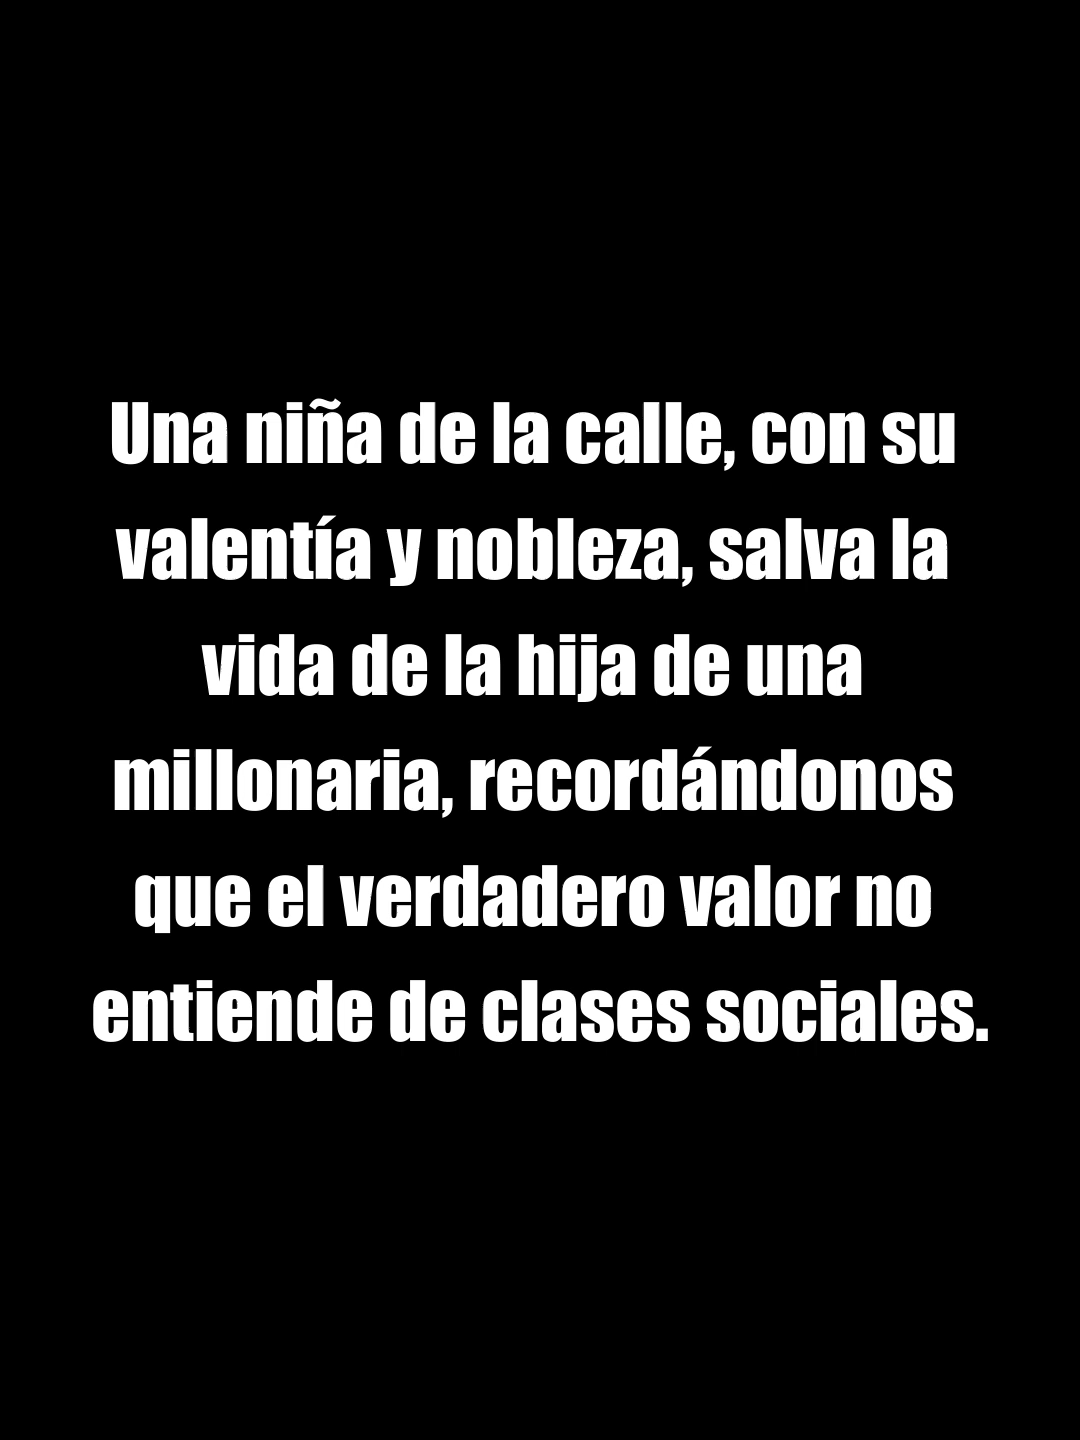 Una niña de la calle, con su
valentía y nobleza, salva la
vida de la hija de una
millonaria, recordándonos
que el verdadero valor no
entiende de clases sociales.